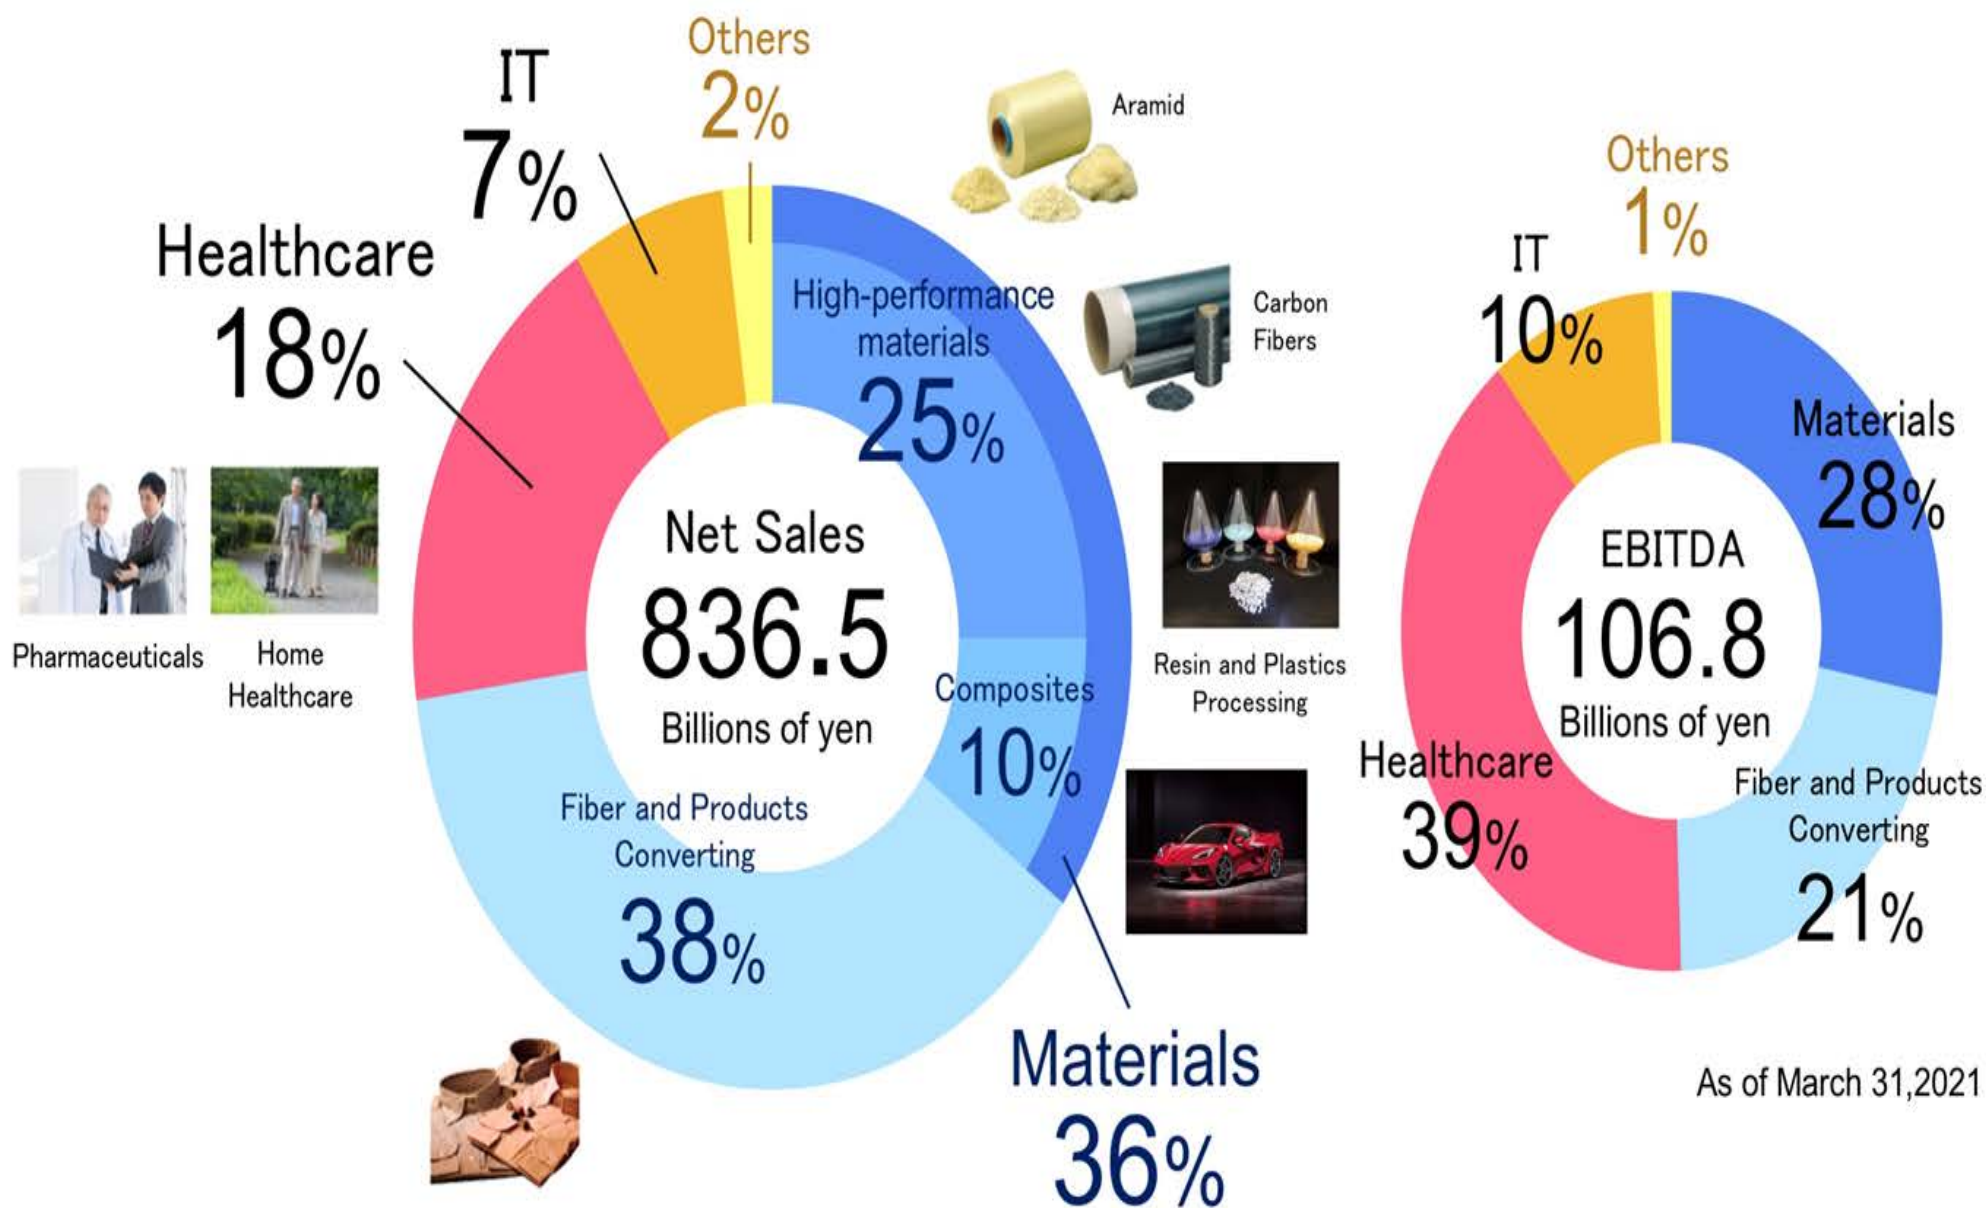 Others
2%
IT
7%
Healthcare
18%
Aramid
High-performance
materials
25%
Carbon
Fibers
Net Sales
836.5
Billions of yen
Pharmaceuticals
Home
Healthcare
Composites
10%
Resin and Plastics
Processing
Fiber and Products
Converting
38%
Materials
36%
Others
1%
IT
10%
Materials
28%
EBITDA
106.8
Billions of yen
Healthcare
39%
Fiber and Products
Converting
21%
As of March 31,2021